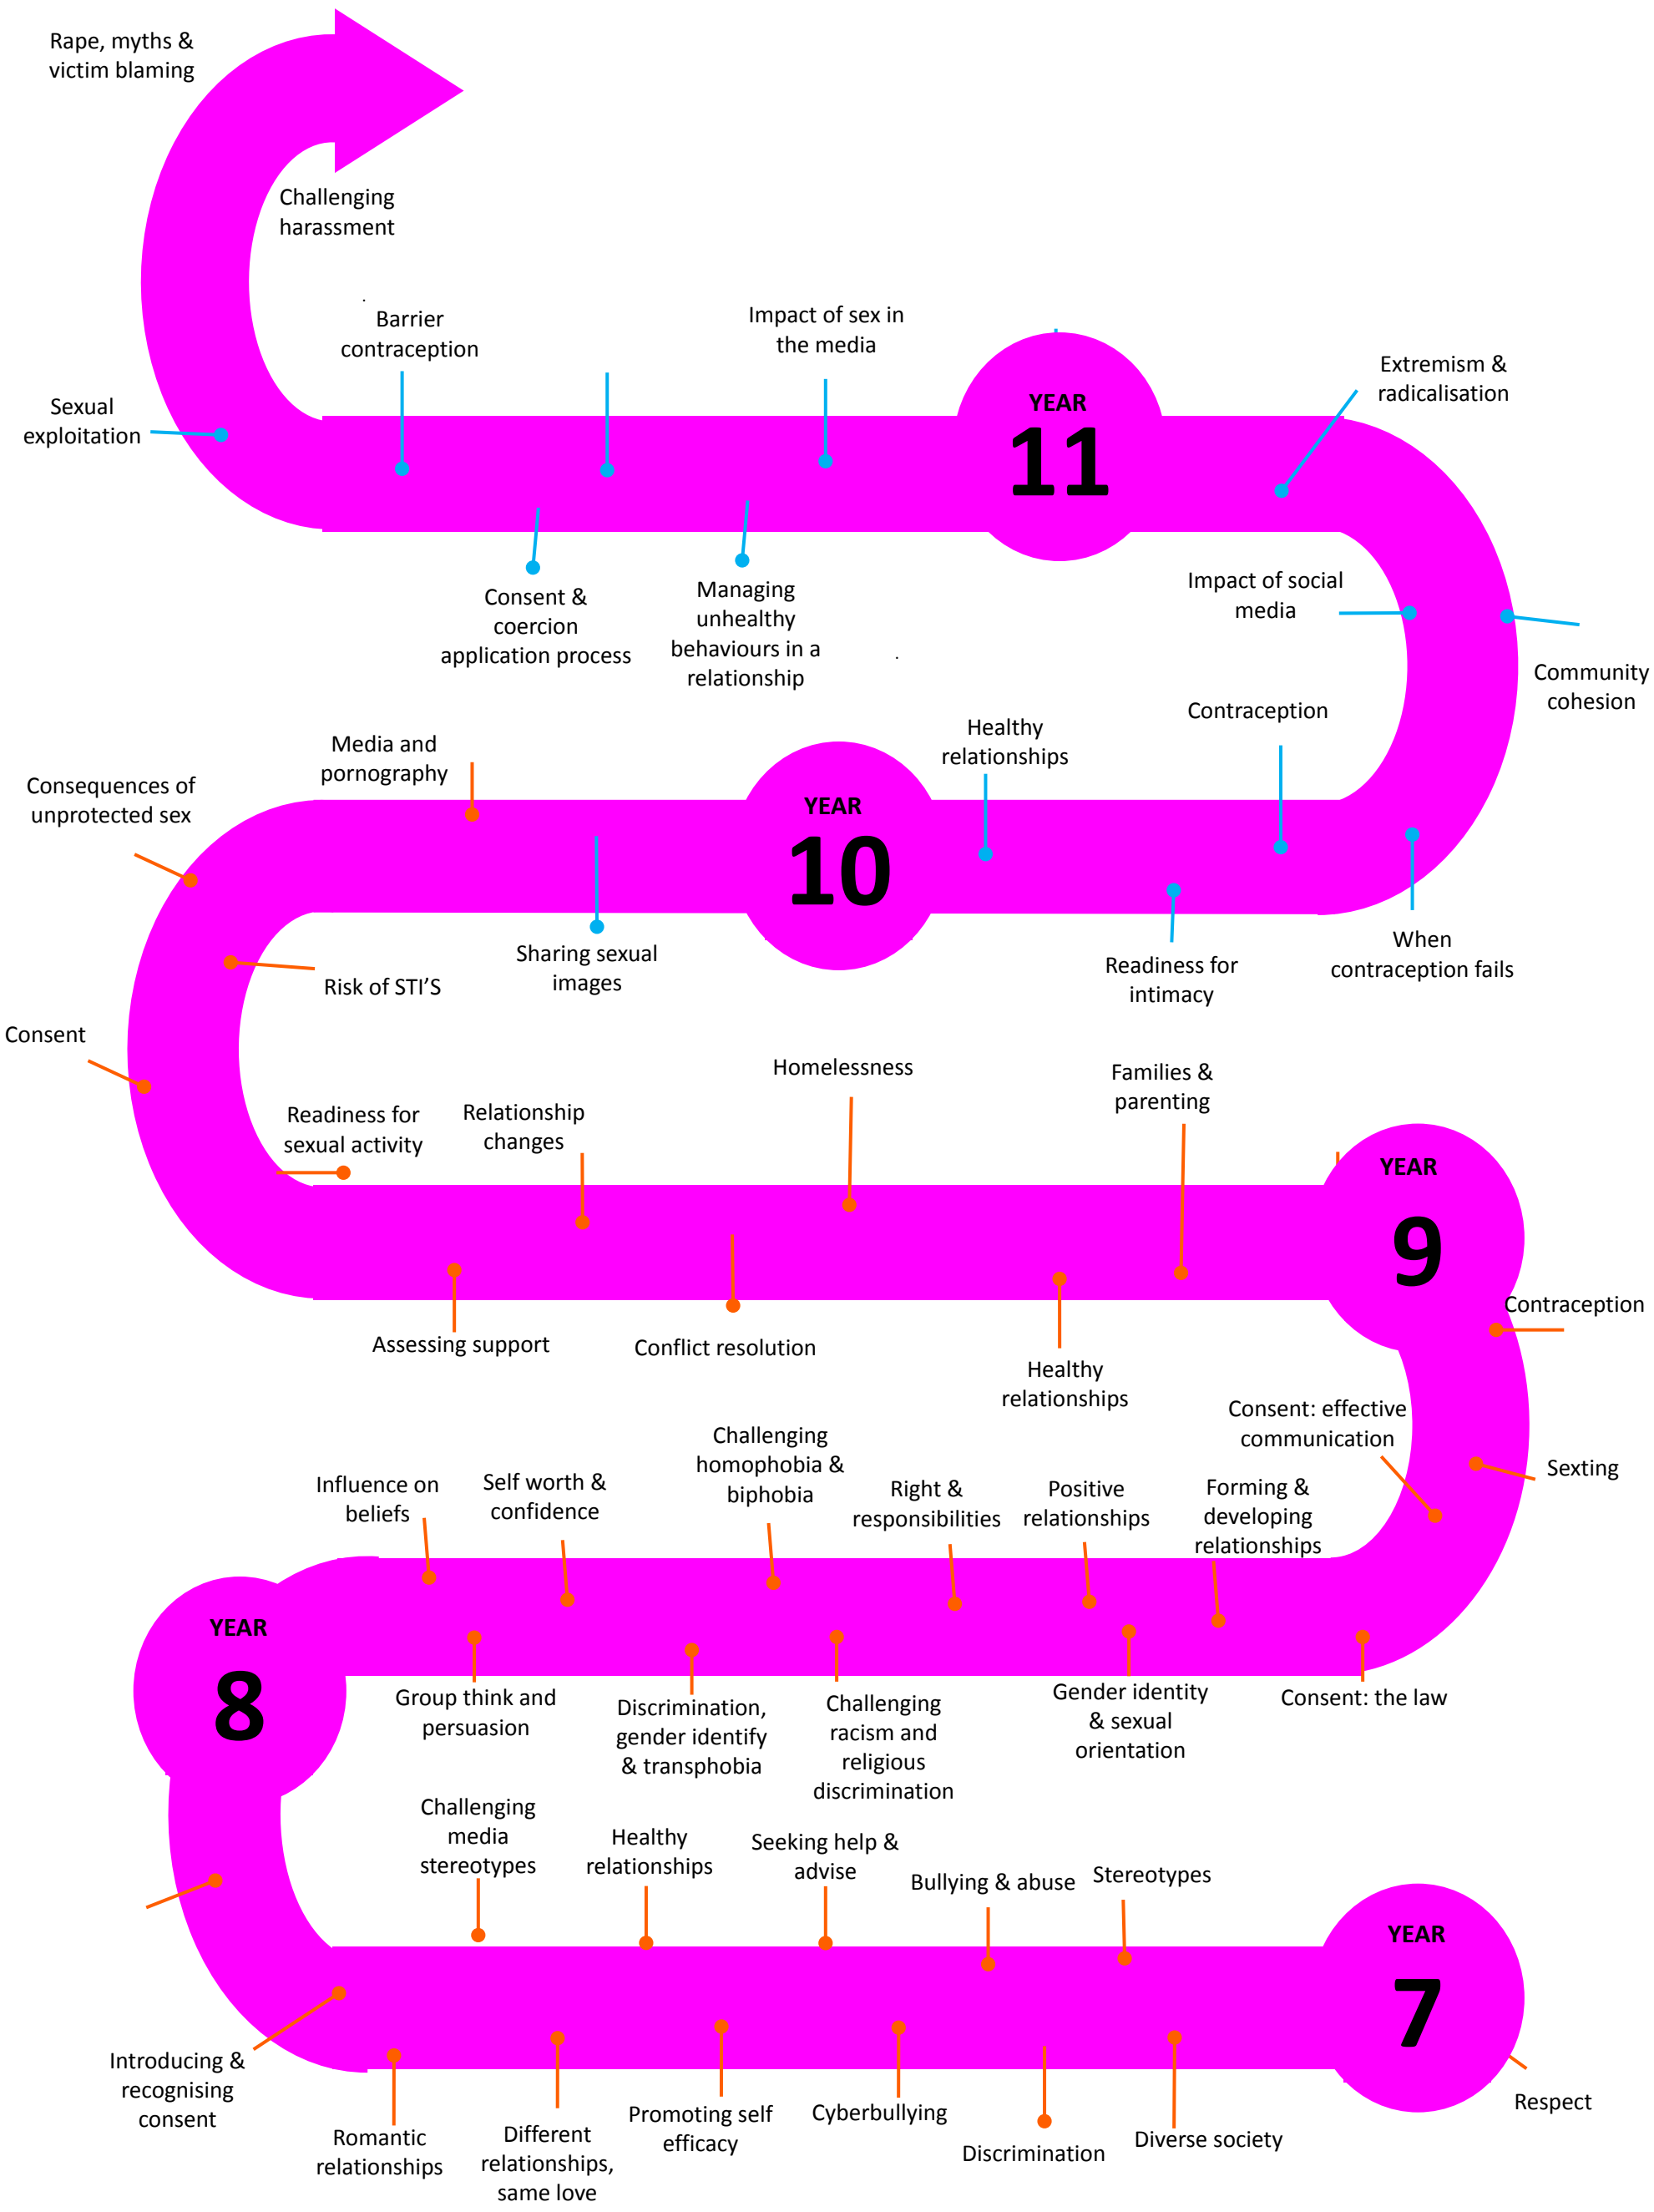 Rape, myths &
victim blaming
Challenging
harassment
Barrier
contraception
Impact of sex in
the media
YEAR
11
Extremism &
radicalisation
Sexual
exploitation
Consent &
coercion
application process
Managing
unhealthy
behaviours in a
relationship
Impact of social
media
Community
cohesion
Media and
pornography
Healthy
relationships
Contraception
Consequences of
unprotected sex
YEAR
10
Sharing sexual
images
Readiness for
intimacy
When
contraception fails
Risk of STI’S
Consent
Readiness for
sexual activity
Relationship
changes
Homelessness
Families &
parenting
YEAR
9
Assessing support
Conflict resolution
Healthy
relationships
Contraception
Consent: effective
communication
Sexting
Influence on
beliefs
Self worth &
confidence
Challenging
homophobia &
biphobia
Right &
responsibilities
Positive
relationships
Forming &
developing
relationships
YEAR
8
Group think and
persuasion
Discrimination,
gender identify
& transphobia
Challenging
racism and
religious
discrimination
Gender identity
& sexual
orientation
Consent: the law
Challenging
media
stereotypes
Healthy
relationships
Seeking help &
advise
Bullying & abuse
Stereotypes
YEAR
7
Introducing &
recognising
consent
Romantic
relationships
Different
relationships,
same love
Promoting self
efficacy
Cyberbullying
Discrimination
Diverse society
Respect